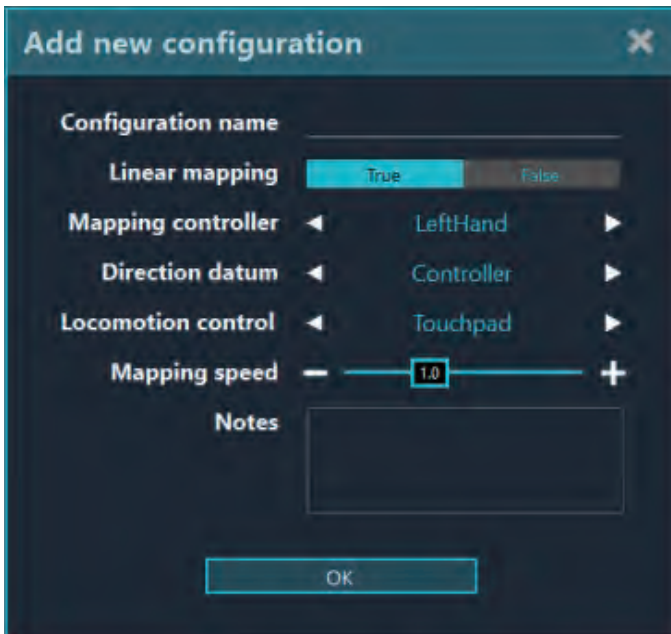 Add new configuration
Configuration name
Linear mapping True False
Mapping controller LeftHand
Direction datum Controller
Locomotion control Touchpad
Mapping speed 1.0
Notes
OK